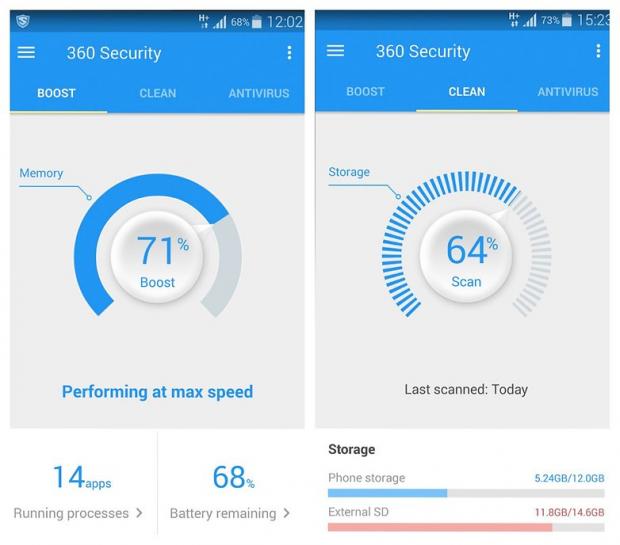 H+ 68% 12:02
360 Security
BOOST CLEAN ANTIVIRUS
Memory
71%
Boost
Performing at max speed
14 apps
Running processes >
68%
Battery remaining >
H+ 73% 15:23
360 Security
BOOST CLEAN ANTIVIRUS
Storage
64%
Scan
Last scanned: Today
Storage
Phone storage 5.24GB/12.0GB
External SD 11.8GB/14.6GB